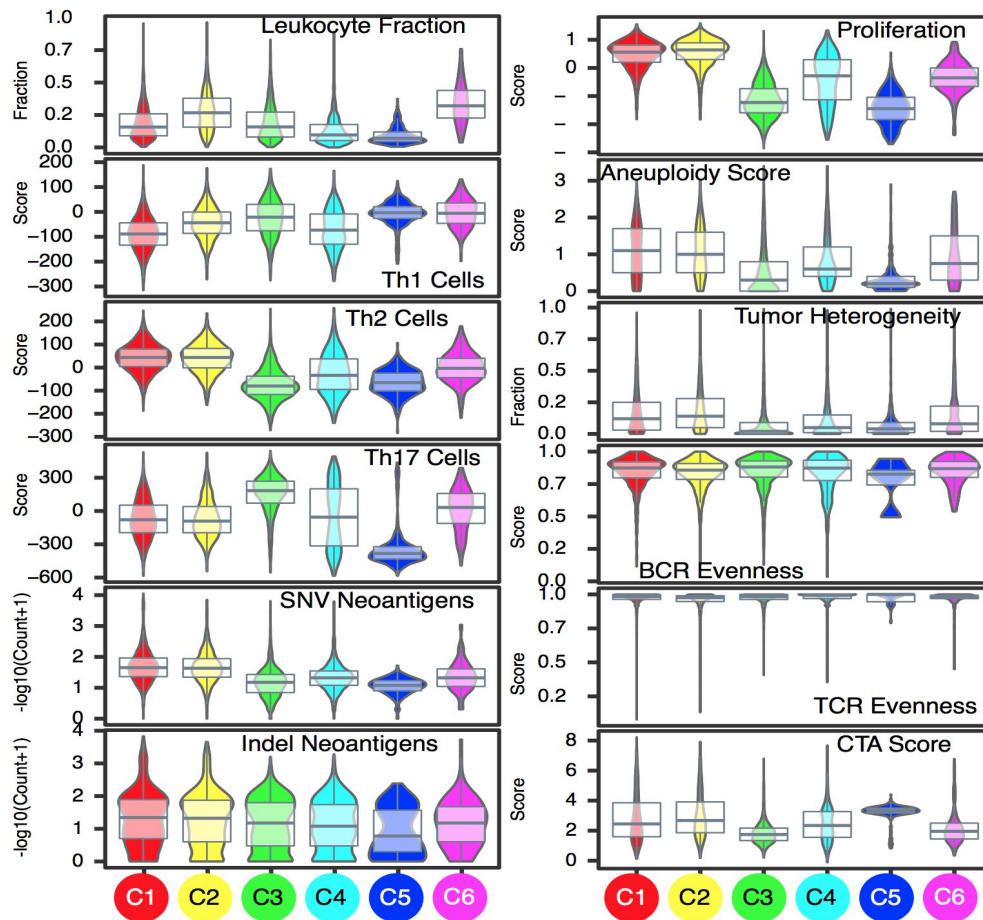 Leukocyte Fraction
Fraction
1.0
0.7
0.5
0.2
0.0
Th1 Cells
Score
200
100
0
−100
−200
−300
Th2 Cells
Score
200
100
0
−100
−200
−300
Th17 Cells
Score
300
0
−300
−600
SNV Neoantigens
-log10(Count+1)
4
3
2
1
0
Indel Neoantigens
-log10(Count+1)
4
3
2
1
0
C1 C2 C3 C4 C5 C6
Proliferation
Score
1
0
−
−
−
Aneuploidy Score
Score
3
2
1
0
Tumor Heterogeneity
Fraction
1.0
0.7
0.5
0.2
0.0
BCR Evenness
Score
1.0
0.7
0.5
0.2
0.0
TCR Evenness
Score
1.0
0.7
0.5
0.2
CTA Score
Score
8
6
4
2
0
C1 C2 C3 C4 C5 C6